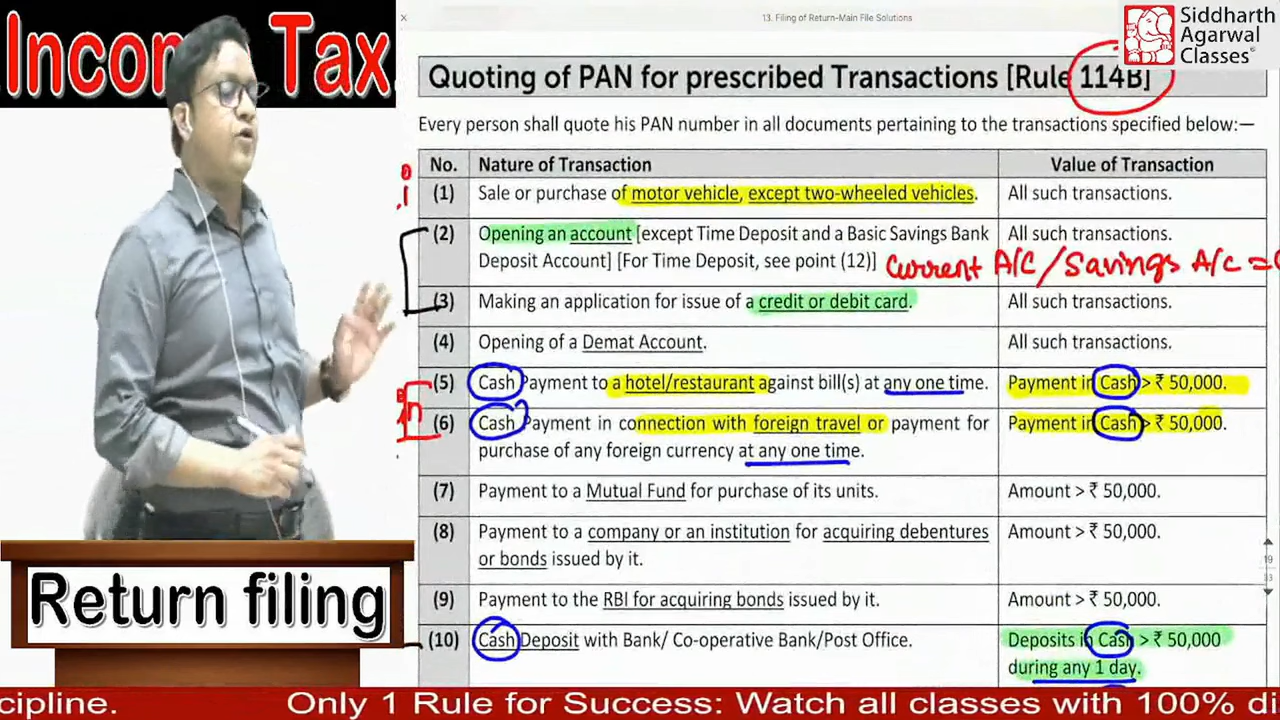 Income Tax
13. Filing of Return-Main File Solutions
Siddharth
Agarwal
Classes
Quoting of PAN for prescribed Transactions [Rule 114B]
Every person shall quote his PAN number in all documents pertaining to the transactions specified below:—
No. Nature of Transaction Value of Transaction
(1) Sale or purchase of motor vehicle, except two-wheeled vehicles. All such transactions.
(2) Opening an account [except Time Deposit and a Basic Savings Bank All such transactions.
Deposit Account] [For Time Deposit, see point (12)] Current A/C / Savings A/C =
(3) Making an application for issue of a credit or debit card. All such transactions.
(4) Opening of a Demat Account. All such transactions.
(5) Cash Payment to a hotel/restaurant against bill(s) at any one time. Payment in Cash > ₹ 50,000.
(6) Cash Payment in connection with foreign travel or payment for Payment in Cash > ₹ 50,000.
purchase of any foreign currency at any one time.
(7) Payment to a Mutual Fund for purchase of its units. Amount > ₹ 50,000.
(8) Payment to a company or an institution for acquiring debentures Amount > ₹ 50,000.
or bonds issued by it.
(9) Payment to the RBI for acquiring bonds issued by it. Amount > ₹ 50,000.
(10) Cash Deposit with Bank/ Co-operative Bank/Post Office. Deposits in Cash > ₹ 50,000
during any 1 day.
19
33
Return filing
cipline. Only 1 Rule for Success: Watch all classes with 100% di